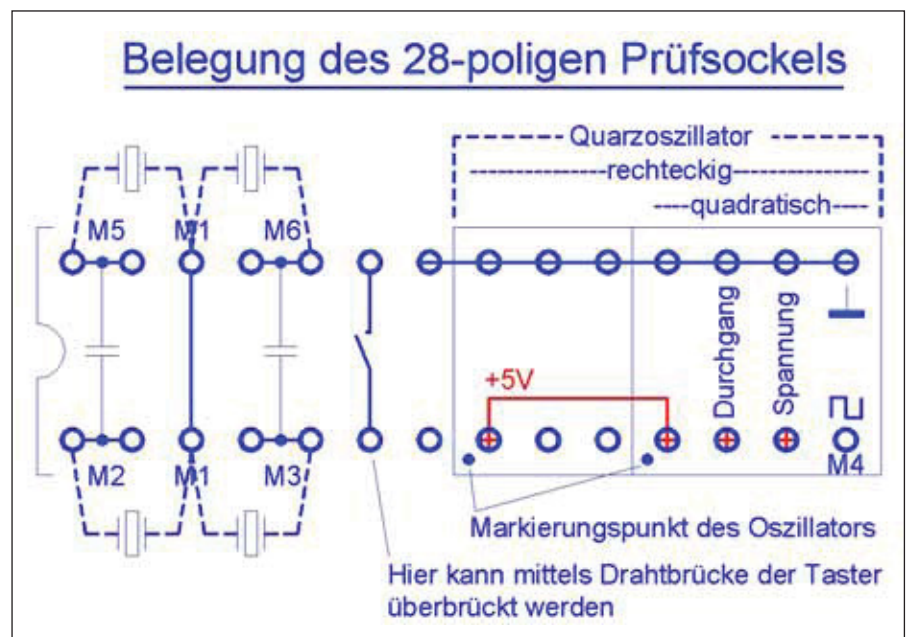 Belegung des 28-poligen Prüfsockels
Quarzoszillator
rechteckig
quadratisch
M5 M1 M6
Durchgang
Spannung
+5V
M2 M1 M3
M4
Markierungspunkt des Oszillators
Hier kann mittels Drahtbrücke der Taster
überbrückt werden